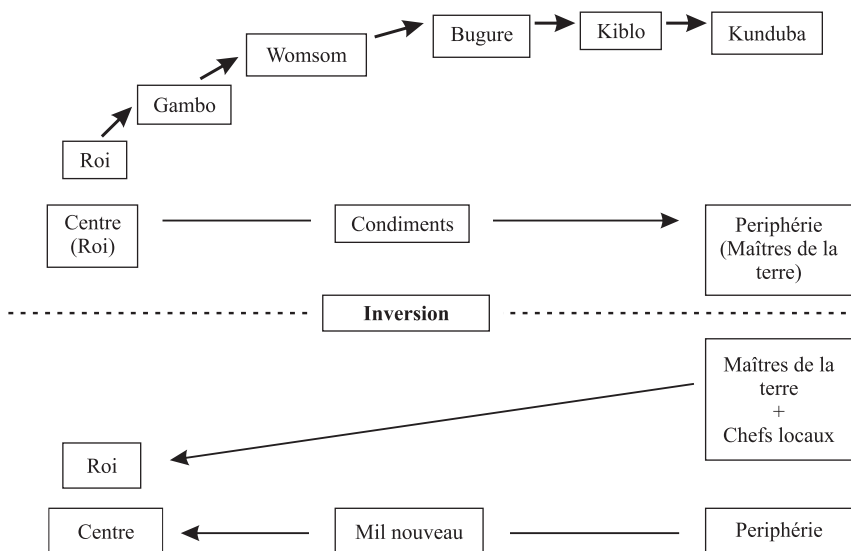 Roi
Gambo
Womsom
Bugure
Kiblo
Kunduba
Centre
(Roi)
Condiments
Periphérie
(Maîtres de la
terre)
Inversion
Maîtres de la
terre
+
Chefs locaux
Roi
Centre
Mil nouveau
Periphérie